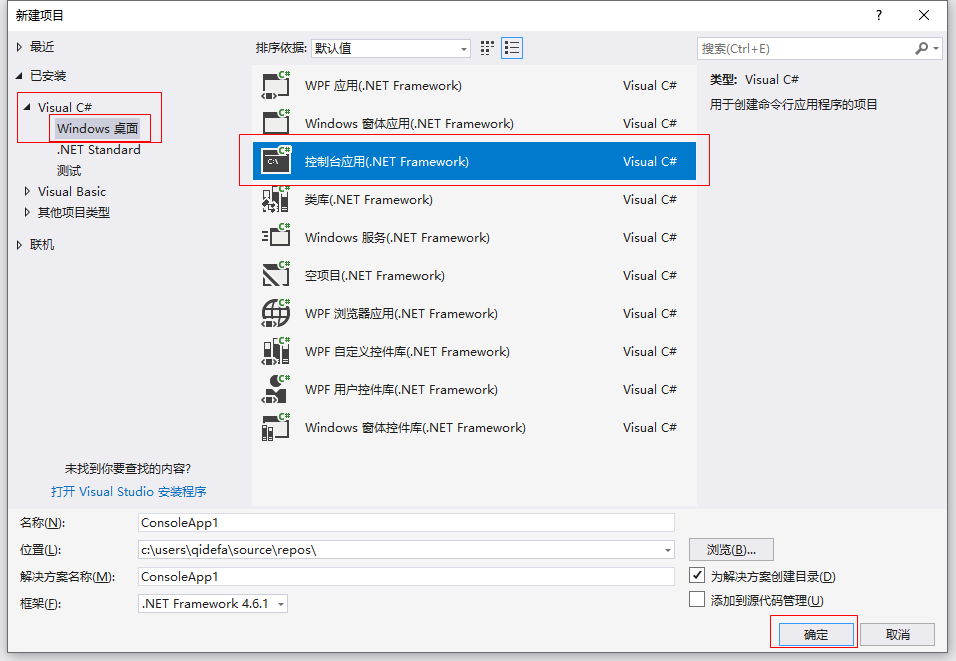 新建项目
?
最近
已安装
Visual C#
Windows 桌面
.NET Standard
测试
Visual Basic
其他项目类型
联机
未找到你要查找的内容?
打开 Visual Studio 安装程序
排序依据: 默认值
WPF 应用(.NET Framework) Visual C#
Windows 窗体应用(.NET Framework) Visual C#
控制台应用(.NET Framework) Visual C#
类库(.NET Framework) Visual C#
Windows 服务(.NET Framework) Visual C#
空项目(.NET Framework) Visual C#
WPF 浏览器应用(.NET Framework) Visual C#
WPF 自定义控件库(.NET Framework) Visual C#
WPF 用户控件库(.NET Framework) Visual C#
Windows 窗体控件库(.NET Framework) Visual C#
搜索(Ctrl+E)
类型: Visual C#
用于创建命令行应用程序的项目
名称(N): ConsoleApp1
位置(L): c:\users\qidefa\source\repos\
浏览(B)...
解决方案名称(M): ConsoleApp1
为解决方案创建目录(D)
框架(F): .NET Framework 4.6.1
添加到源代码管理(U)
确定 取消